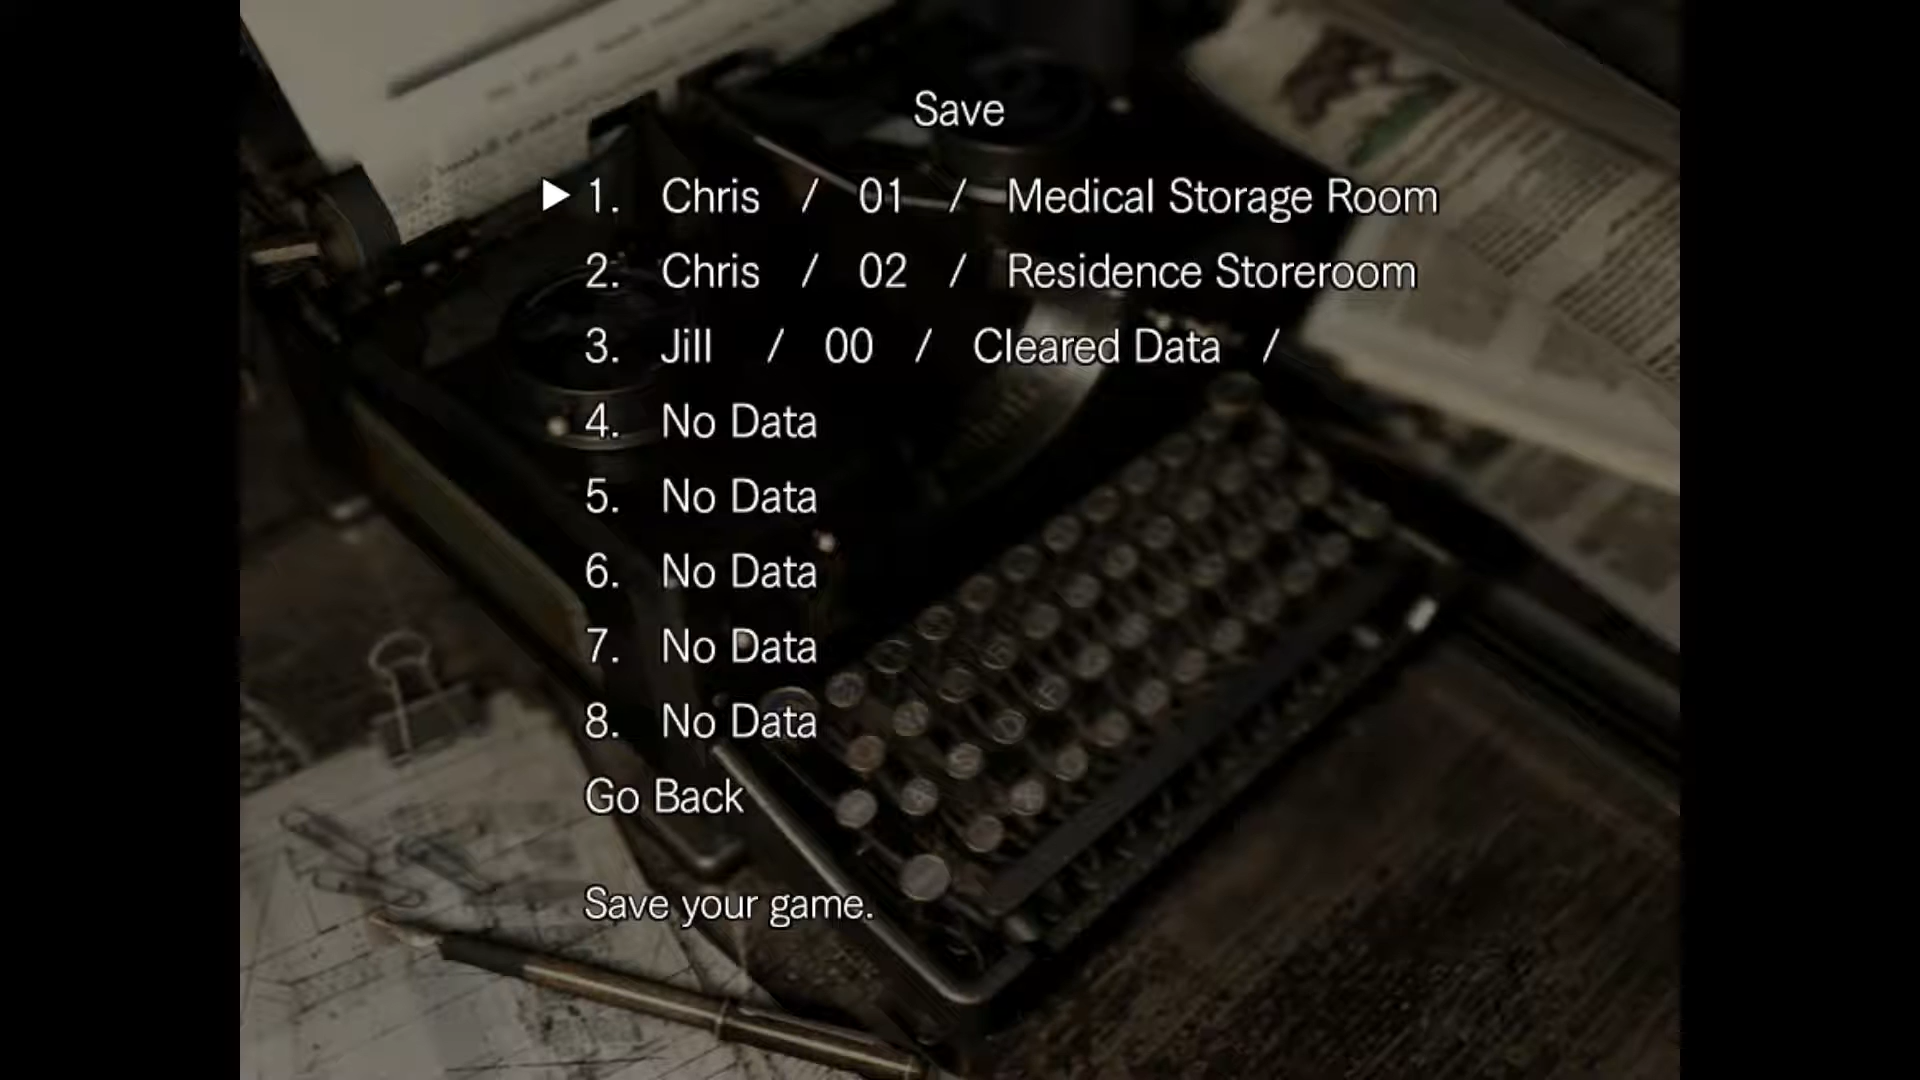 Save
1. Chris / 01 / Medical Storage Room
2. Chris / 02 / Residence Storeroom
3. Jill / 00 / Cleared Data /
4. No Data
5. No Data
6. No Data
7. No Data
8. No Data
Go Back
Save your game.